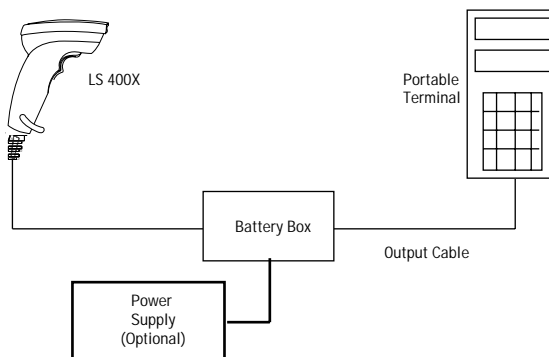 LS 400X
Portable
Terminal
Battery Box
Output Cable
Power
Supply
(Optional)